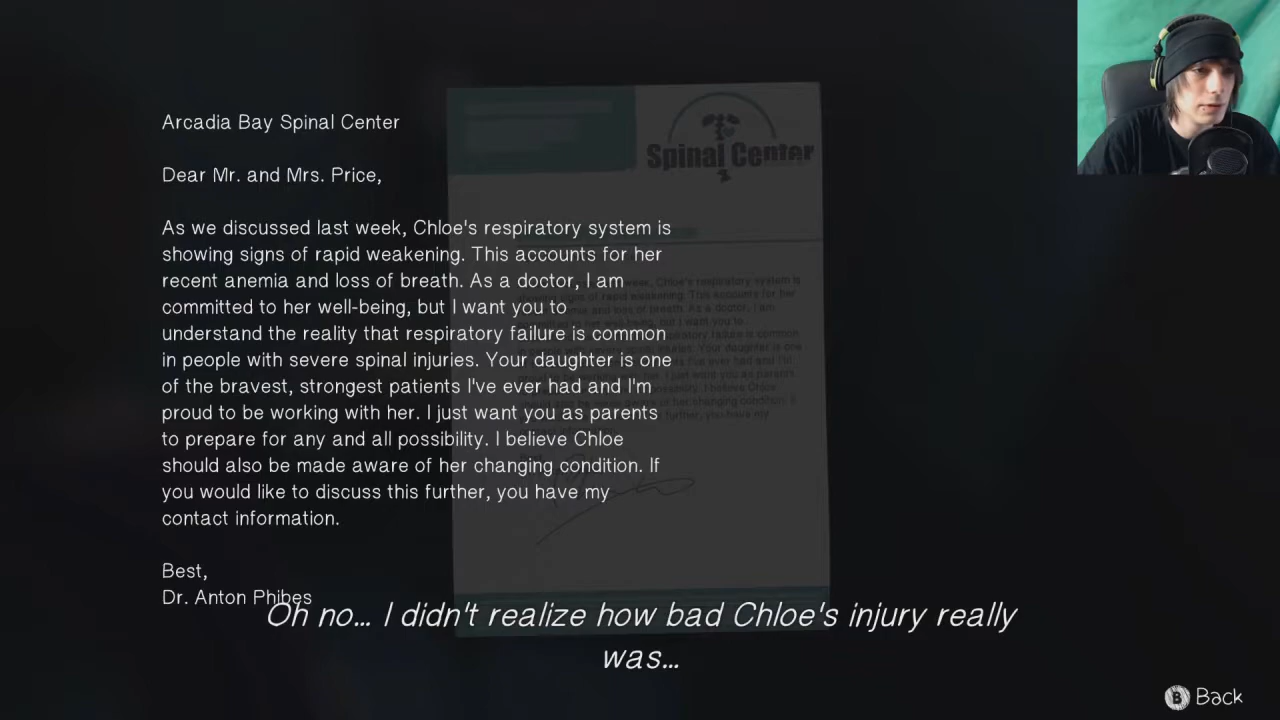 Arcadia Bay Spinal Center
Dear Mr. and Mrs. Price,
As we discussed last week, Chloe's respiratory system is
showing signs of rapid weakening. This accounts for her
recent anemia and loss of breath. As a doctor, I am
committed to her well-being, but I want you to
understand the reality that respiratory failure is common
in people with severe spinal injuries. Your daughter is one
of the bravest, strongest patients I've ever had and I'm
proud to be working with her. I just want you as parents
to prepare for any and all possibility. I believe Chloe
should also be made aware of her changing condition. If
you would like to discuss this further, you have my
contact information.
Best,
Dr. Anton Phibes
Spinal Center
Oh no... I didn't realize how bad Chloe's injury really
was...
B Back